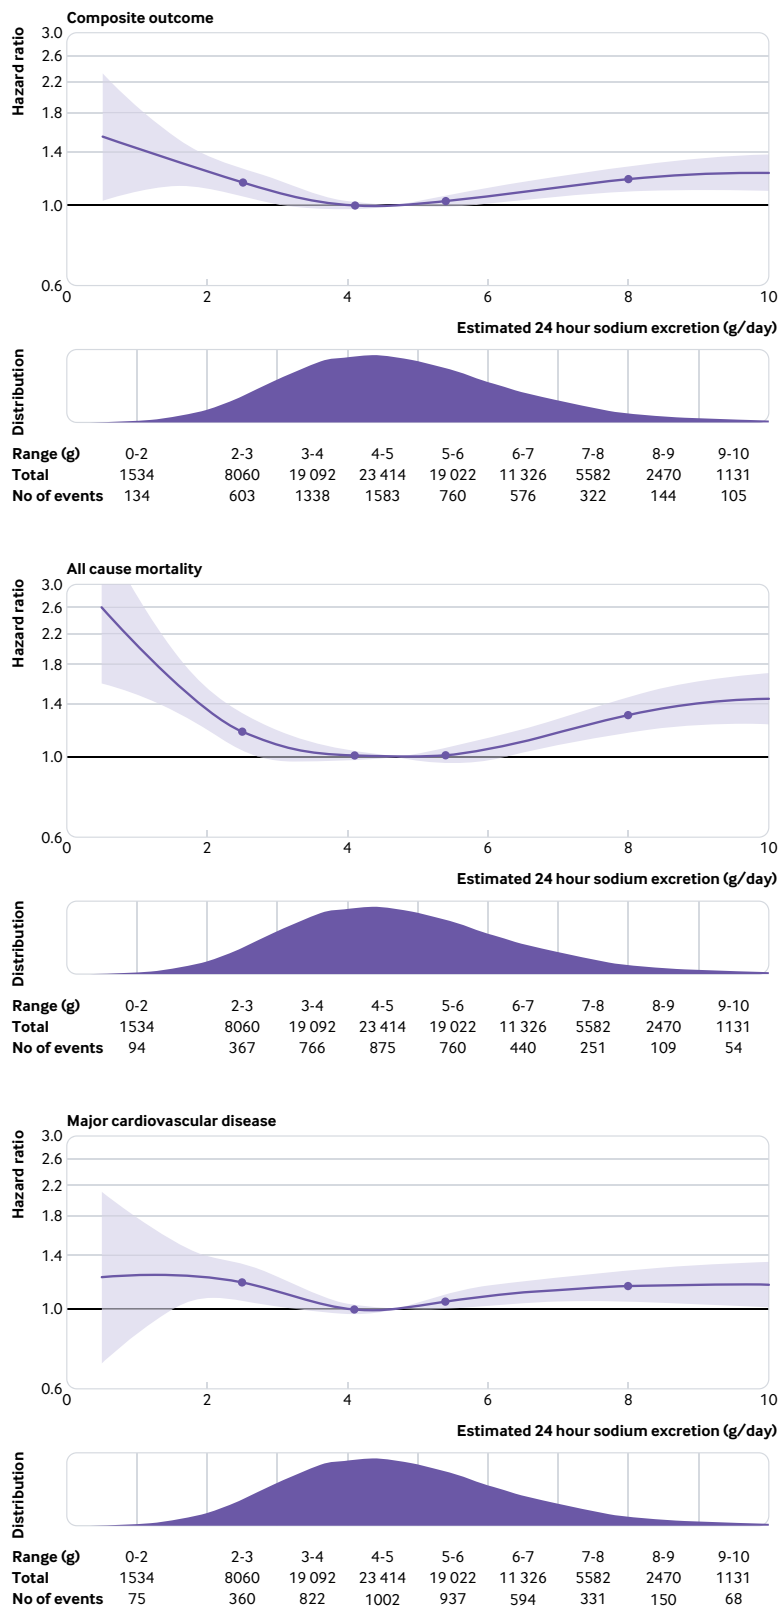 Composite outcome
Hazard ratio
3.0
2.6
2.2
1.8
1.4
1.0
0.6
0 2 4 6 8 10
Estimated 24 hour sodium excretion (g/day)
Distribution
Range (g) 0-2 2-3 3-4 4-5 5-6 6-7 7-8 8-9 9-10
Total 1534 8060 19 092 23 414 19 022 11 326 5582 2470 1131
No of events 134 603 1338 1583 760 576 322 144 105
All cause mortality
Hazard ratio
3.0
2.6
2.2
1.8
1.4
1.0
0.6
0 2 4 6 8 10
Estimated 24 hour sodium excretion (g/day)
Distribution
Range (g) 0-2 2-3 3-4 4-5 5-6 6-7 7-8 8-9 9-10
Total 1534 8060 19 092 23 414 19 022 11 326 5582 2470 1131
No of events 94 367 766 875 760 440 251 109 54
Major cardiovascular disease
Hazard ratio
3.0
2.6
2.2
1.8
1.4
1.0
0.6
0 2 4 6 8 10
Estimated 24 hour sodium excretion (g/day)
Distribution
Range (g) 0-2 2-3 3-4 4-5 5-6 6-7 7-8 8-9 9-10
Total 1534 8060 19 092 23 414 19 022 11 326 5582 2470 1131
No of events 75 360 822 1002 937 594 331 150 68